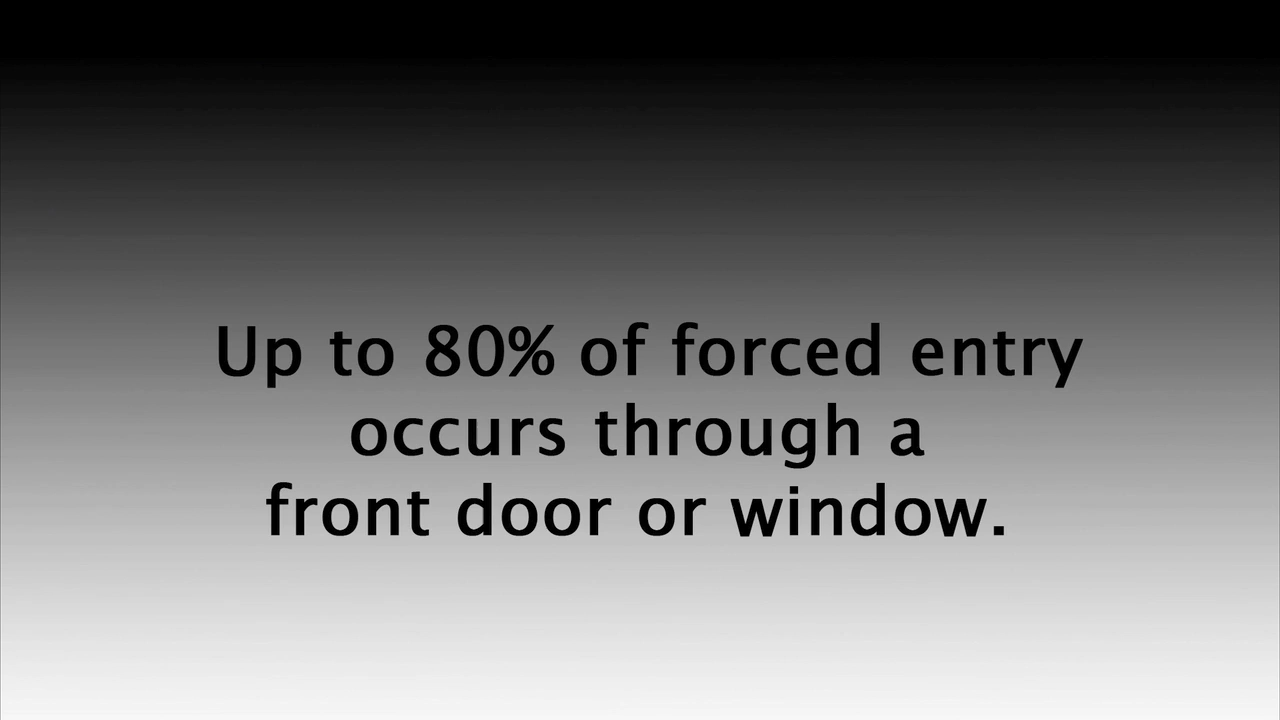 Up to 80% of forced entry
occurs through a
front door or window.